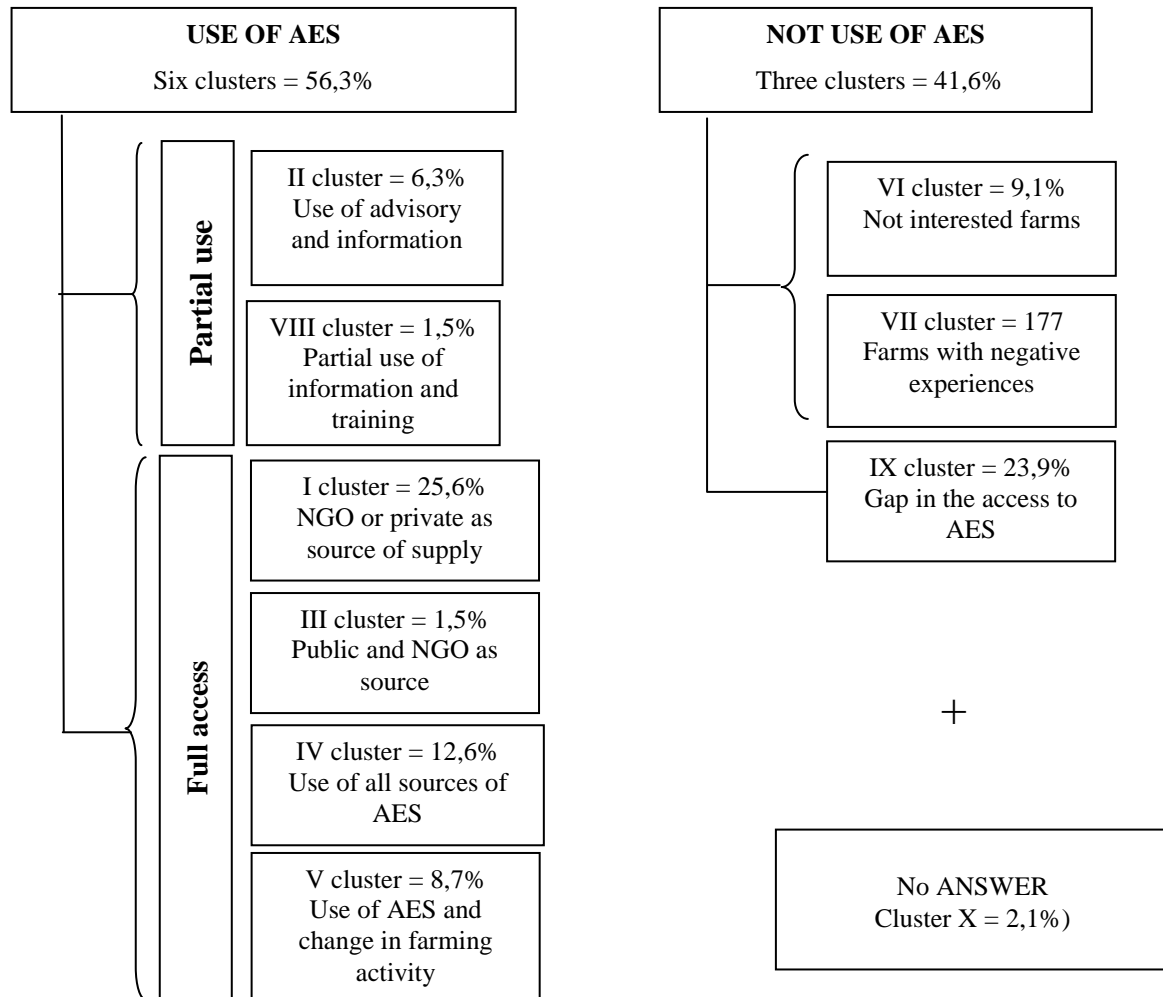 USE OF AES
Six clusters = 56,3%
Partial use
II cluster = 6,3%
Use of advisory
and information
VIII cluster = 1,5%
Partial use of
information and
training
Full access
I cluster = 25,6%
NGO or private as
source of supply
III cluster = 1,5%
Public and NGO as
source
IV cluster = 12,6%
Use of all sources of
AES
V cluster = 8,7%
Use of AES and
change in farming
activity
NOT USE OF AES
Three clusters = 41,6%
VI cluster = 9,1%
Not interested farms
VII cluster = 177
Farms with negative
experiences
IX cluster = 23,9%
Gap in the access to
AES
+
No ANSWER
Cluster X = 2,1%)